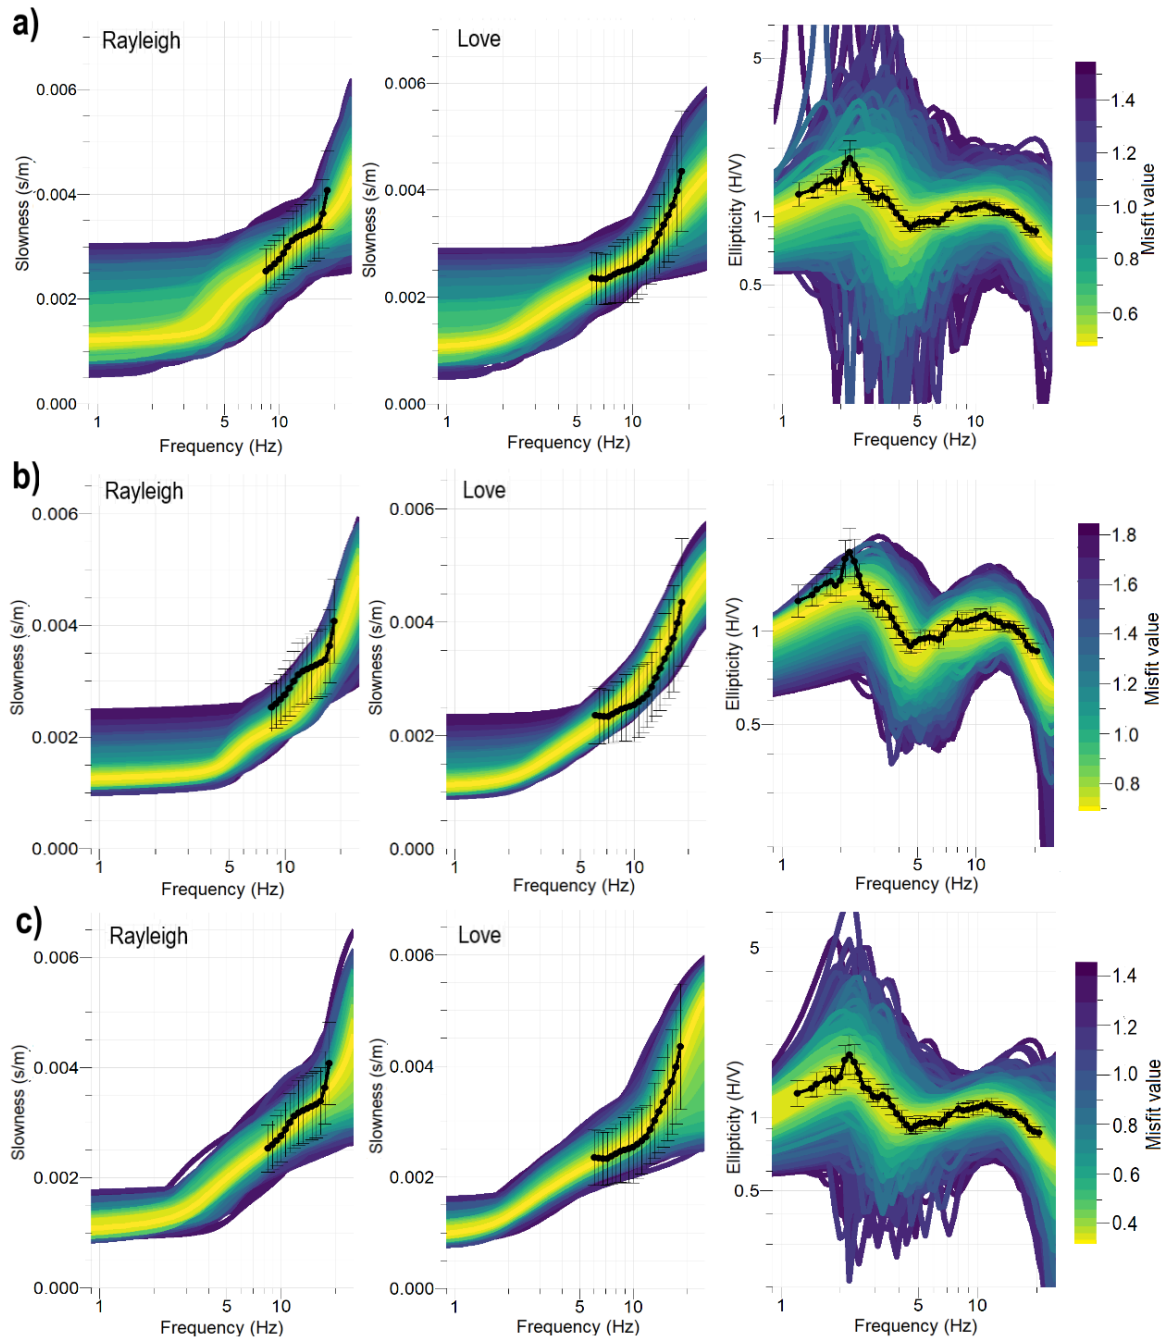 a)
Rayleigh
0.006
0.004
0.002
0.000
Slowness (s/m)
1
5
10
Frequency (Hz)
Love
0.006
0.004
0.002
0.000
Slowness (s/m)
1
5
10
Frequency (Hz)
5
1
0.5
Ellipticity (H/V)
1
5
10
Frequency (Hz)
1.4
1.2
1.0
0.8
0.6
Misfit value
b)
Rayleigh
0.006
0.004
0.002
0.000
Slowness (s/m)
1
5
10
Frequency (Hz)
Love
0.006
0.004
0.002
0.000
Slowness (s/m)
1
5
10
Frequency (Hz)
1
0.5
Ellipticity (H/V)
1
5
10
Frequency (Hz)
1.8
1.6
1.4
1.2
1.0
0.8
Misfit value
c)
Rayleigh
0.006
0.004
0.002
0.000
Slowness (s/m)
1
5
10
Frequency (Hz)
Love
0.006
0.004
0.002
0.000
Slowness (s/m)
1
5
10
Frequency (Hz)
5
1
0.5
Ellipticity (H/V)
1
5
10
Frequency (Hz)
1.4
1.2
1.0
0.8
0.6
0.4
Misfit value